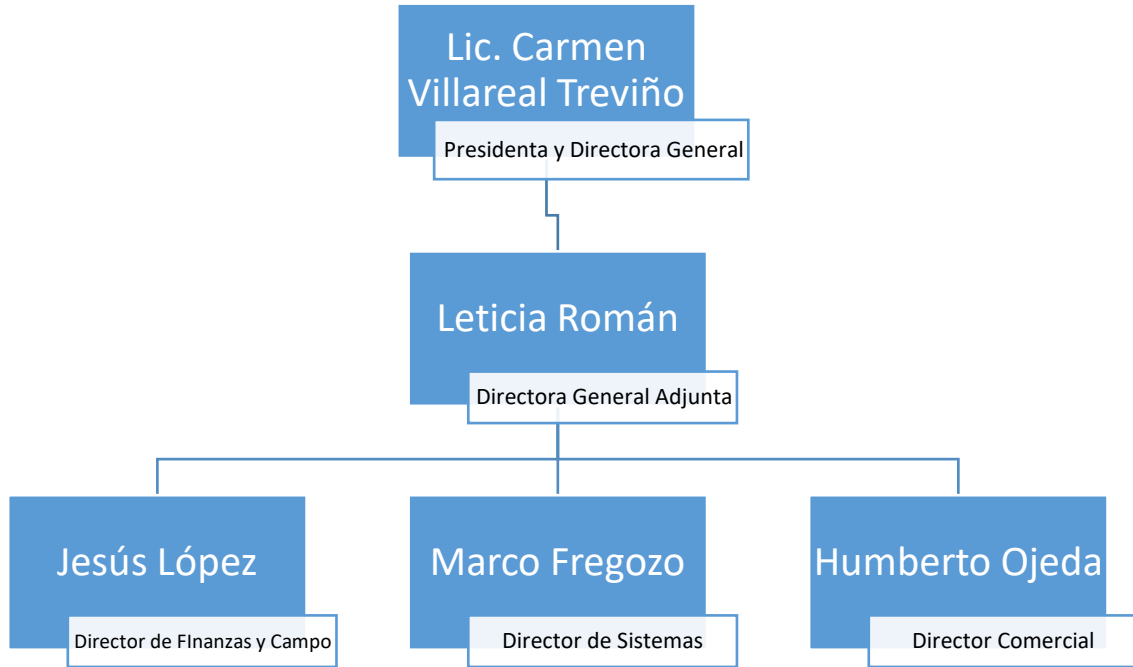 Lic. Carmen
Villareal Treviño
Presidenta y Directora General
Leticia Román
Directora General Adjunta
Jesús López
Director de FInanzas y Campo
Marco Fregozo
Director de Sistemas
Humberto Ojeda
Director Comercial